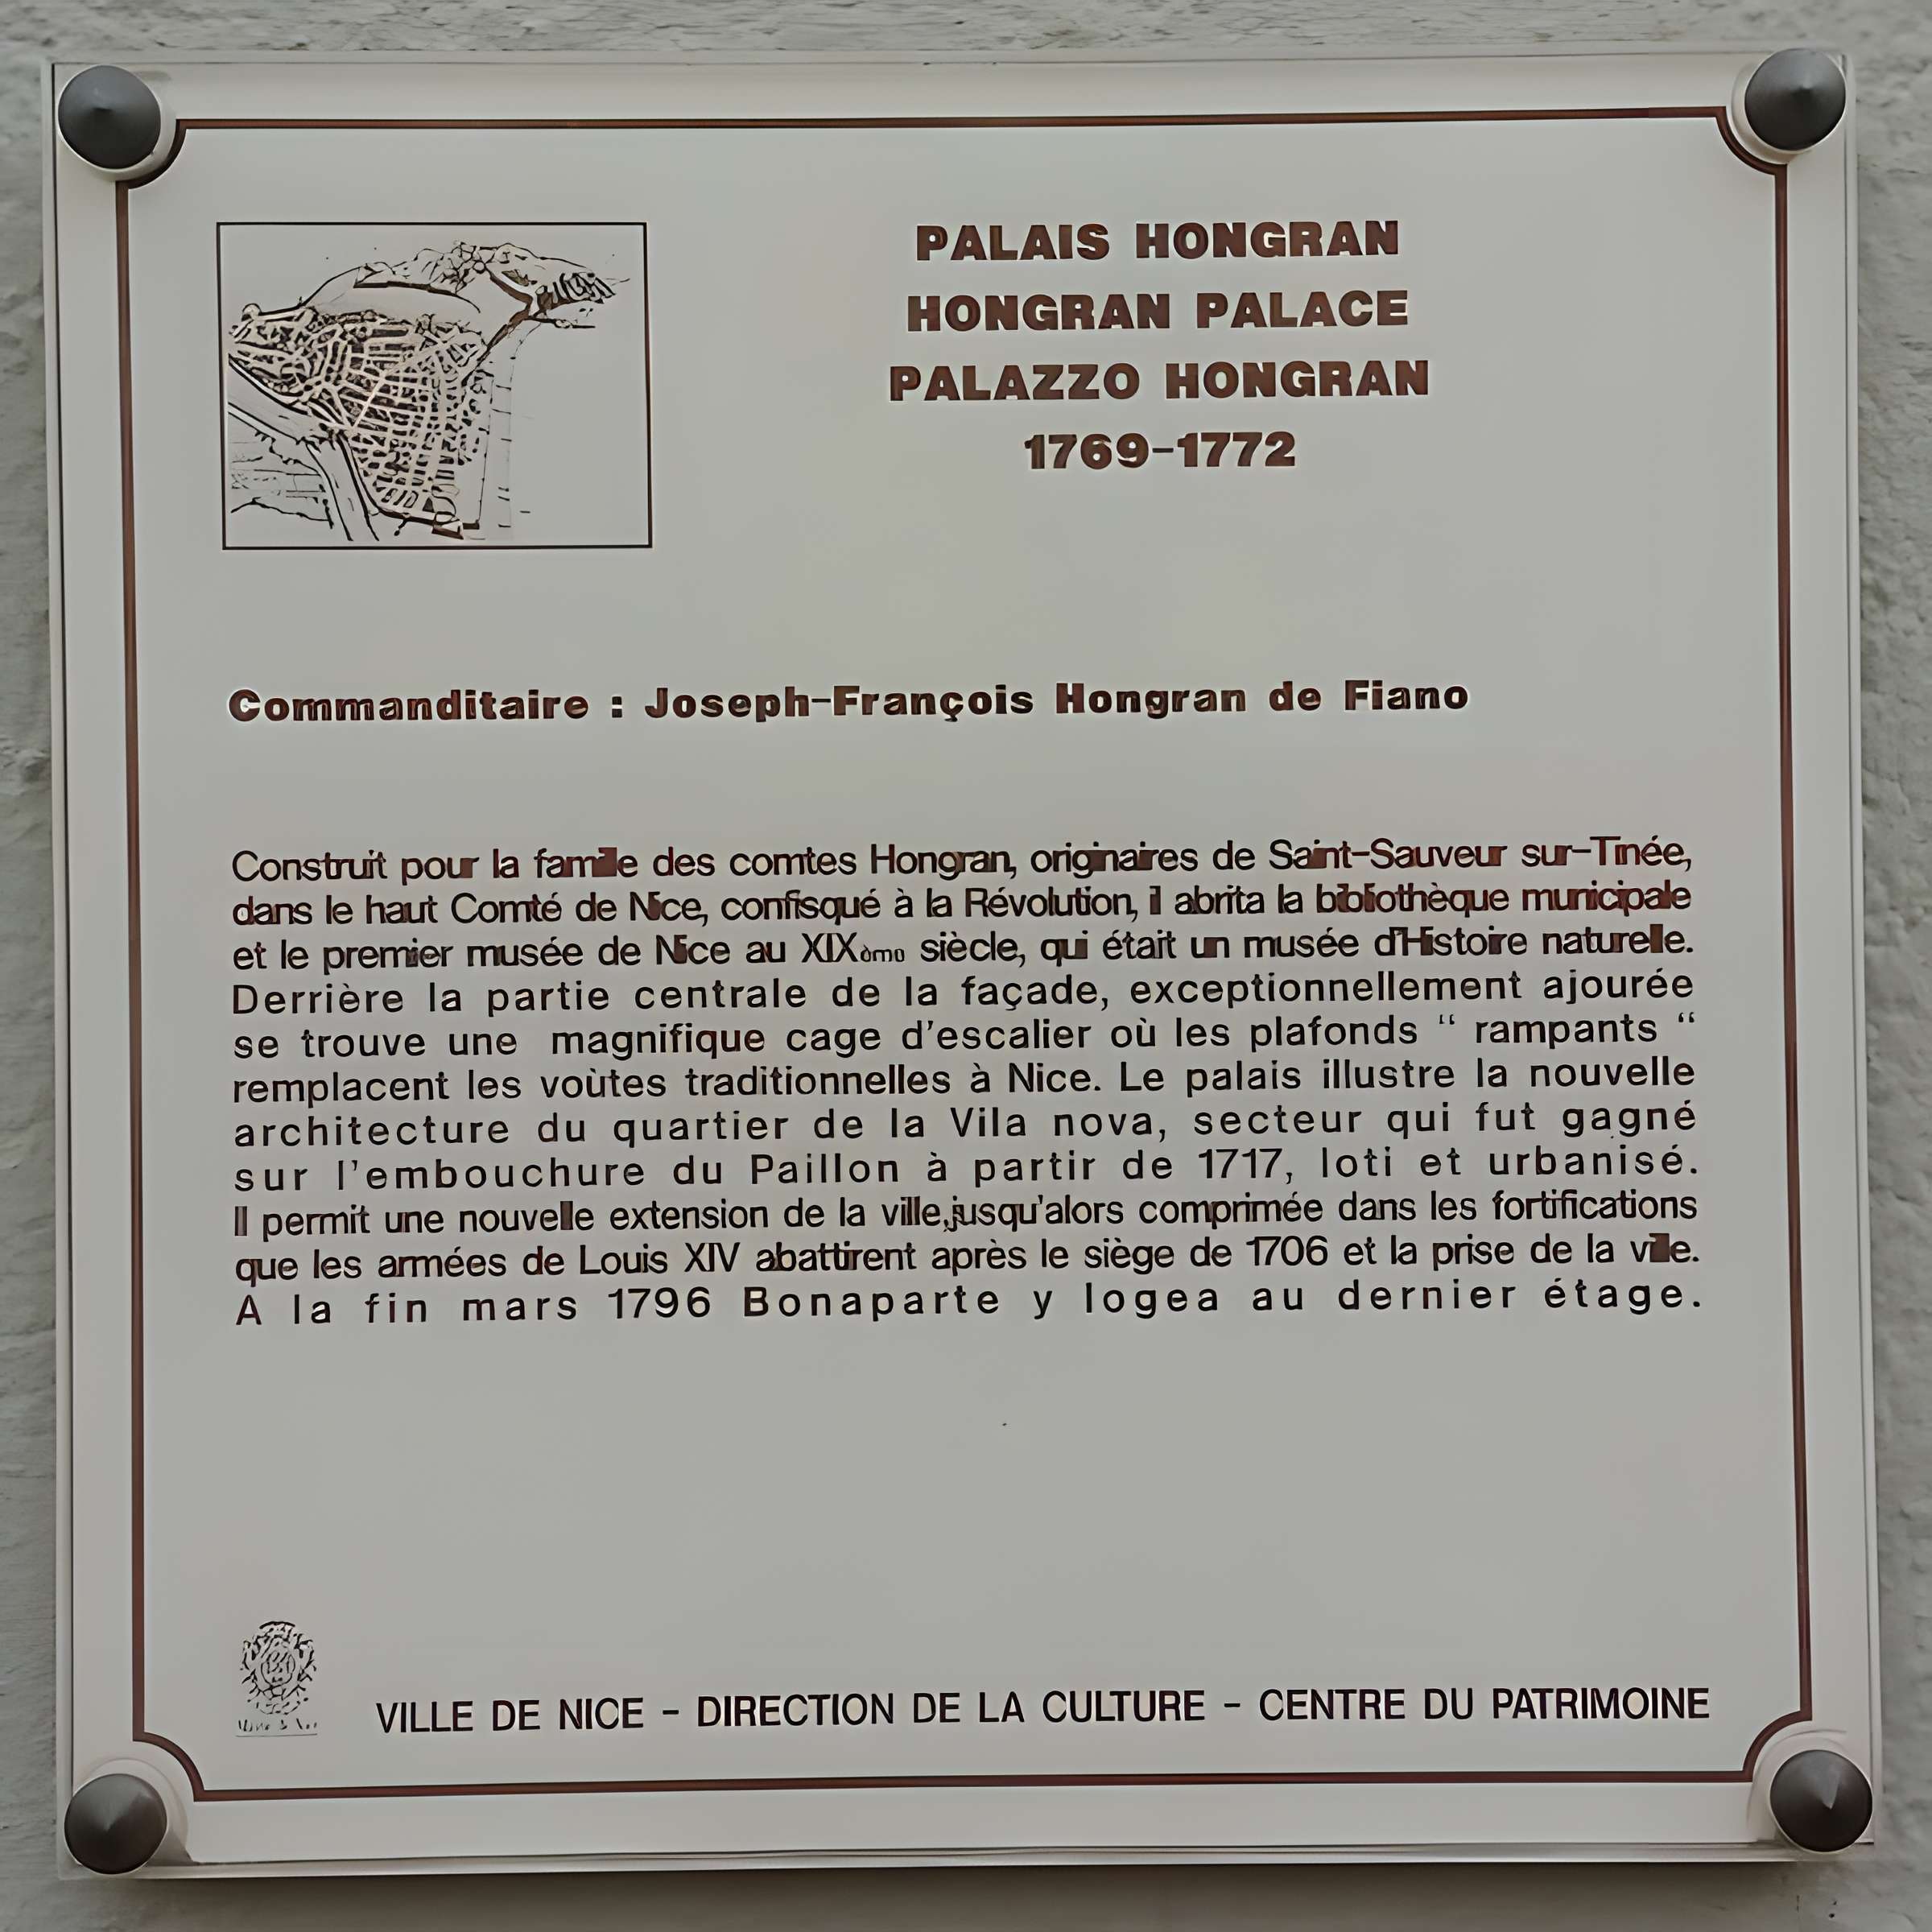 PALAIS HONGRAN
HONGRAN PALACE
PALAZZO HONGRAN
1769-1772
Commanditaire : Joseph-François Hongran de Fiano
Construit pour la famille des comtes Hongran, originaires de Saint-Sauveur sur-Tinée,
dans le haut Comté de Nice, confisqué à la Révolution, il abrita la bibliothèque municipale
et le premier musée de Nice au XIXème siècle, qui était un musée d'Histoire naturelle.
Derrière la partie centrale de la façade, exceptionnellement ajourée
se trouve une magnifique cage d'escalier où les plafonds “ rampants “
remplacent les voùtes traditionnelles à Nice. Le palais illustre la nouvelle
architecture du quartier de la Vila nova, secteur qui fut gagné
sur l'embouchure du Paillon à partir de 1717, loti et urbanisé.
Il permit une nouvelle extension de la ville,jusqu'alors comprimée dans les fortifications
que les armées de Louis XIV abattirent après le siège de 1706 et la prise de la ville.
A la fin mars 1796 Bonaparte y logea au dernier étage.
VILLE DE NICE - DIRECTION DE LA CULTURE - CENTRE DU PATRIMOINE